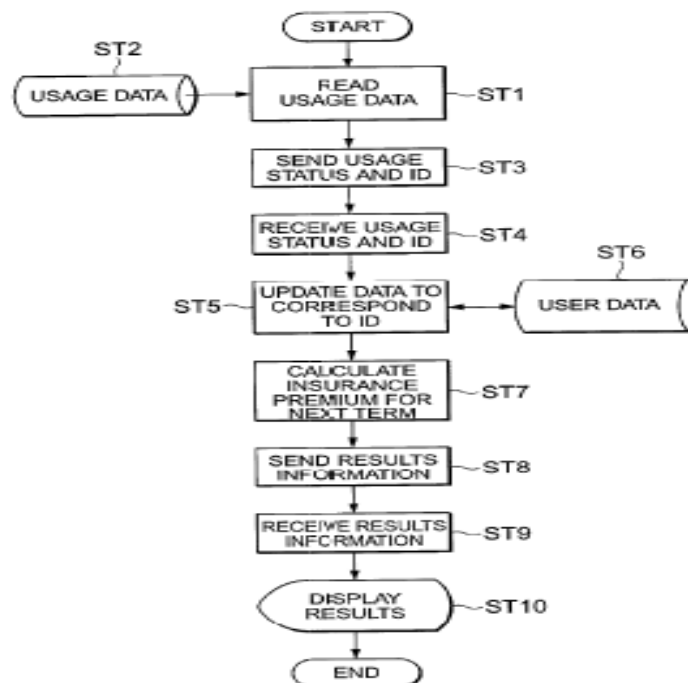 START
ST2
USAGE DATA
READ
USAGE DATA
ST1
SEND USAGE
STATUS AND ID
ST3
RECEIVE USAGE
STATUS AND ID
ST4
ST6
ST5
UPDATE DATA TO
CORRESPOND
TO ID
USER DATA
CALCULATE
INSURANCE
PREMIUM FOR
NEXT TERM
ST7
SEND RESULTS
INFORMATION
ST8
RECEIVE RESULTS
INFORMATION
ST9
DISPLAY
RESULTS
ST10
END